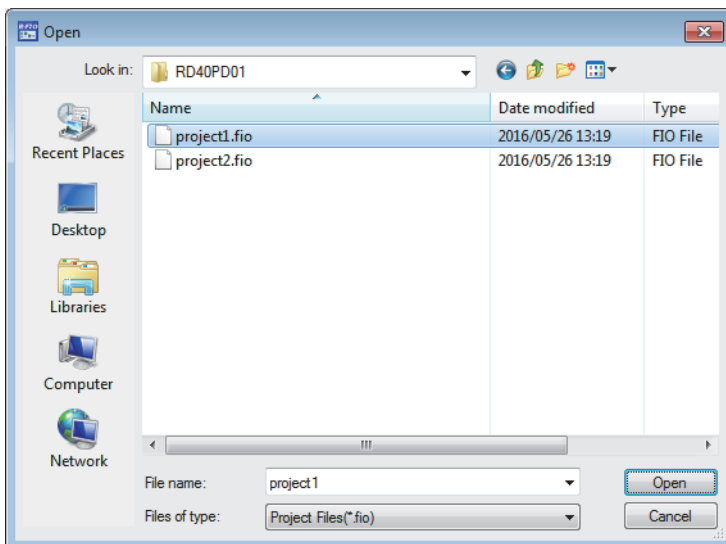 Open
Look in: RD40PD01
Name Date modified Type
project1.fio 2016/05/26 13:19 FIO File
project2.fio 2016/05/26 13:19 FIO File
Recent Places
Desktop
Libraries
Computer
Network
File name: project1 Open
Files of type: Project Files(*.fio) Cancel